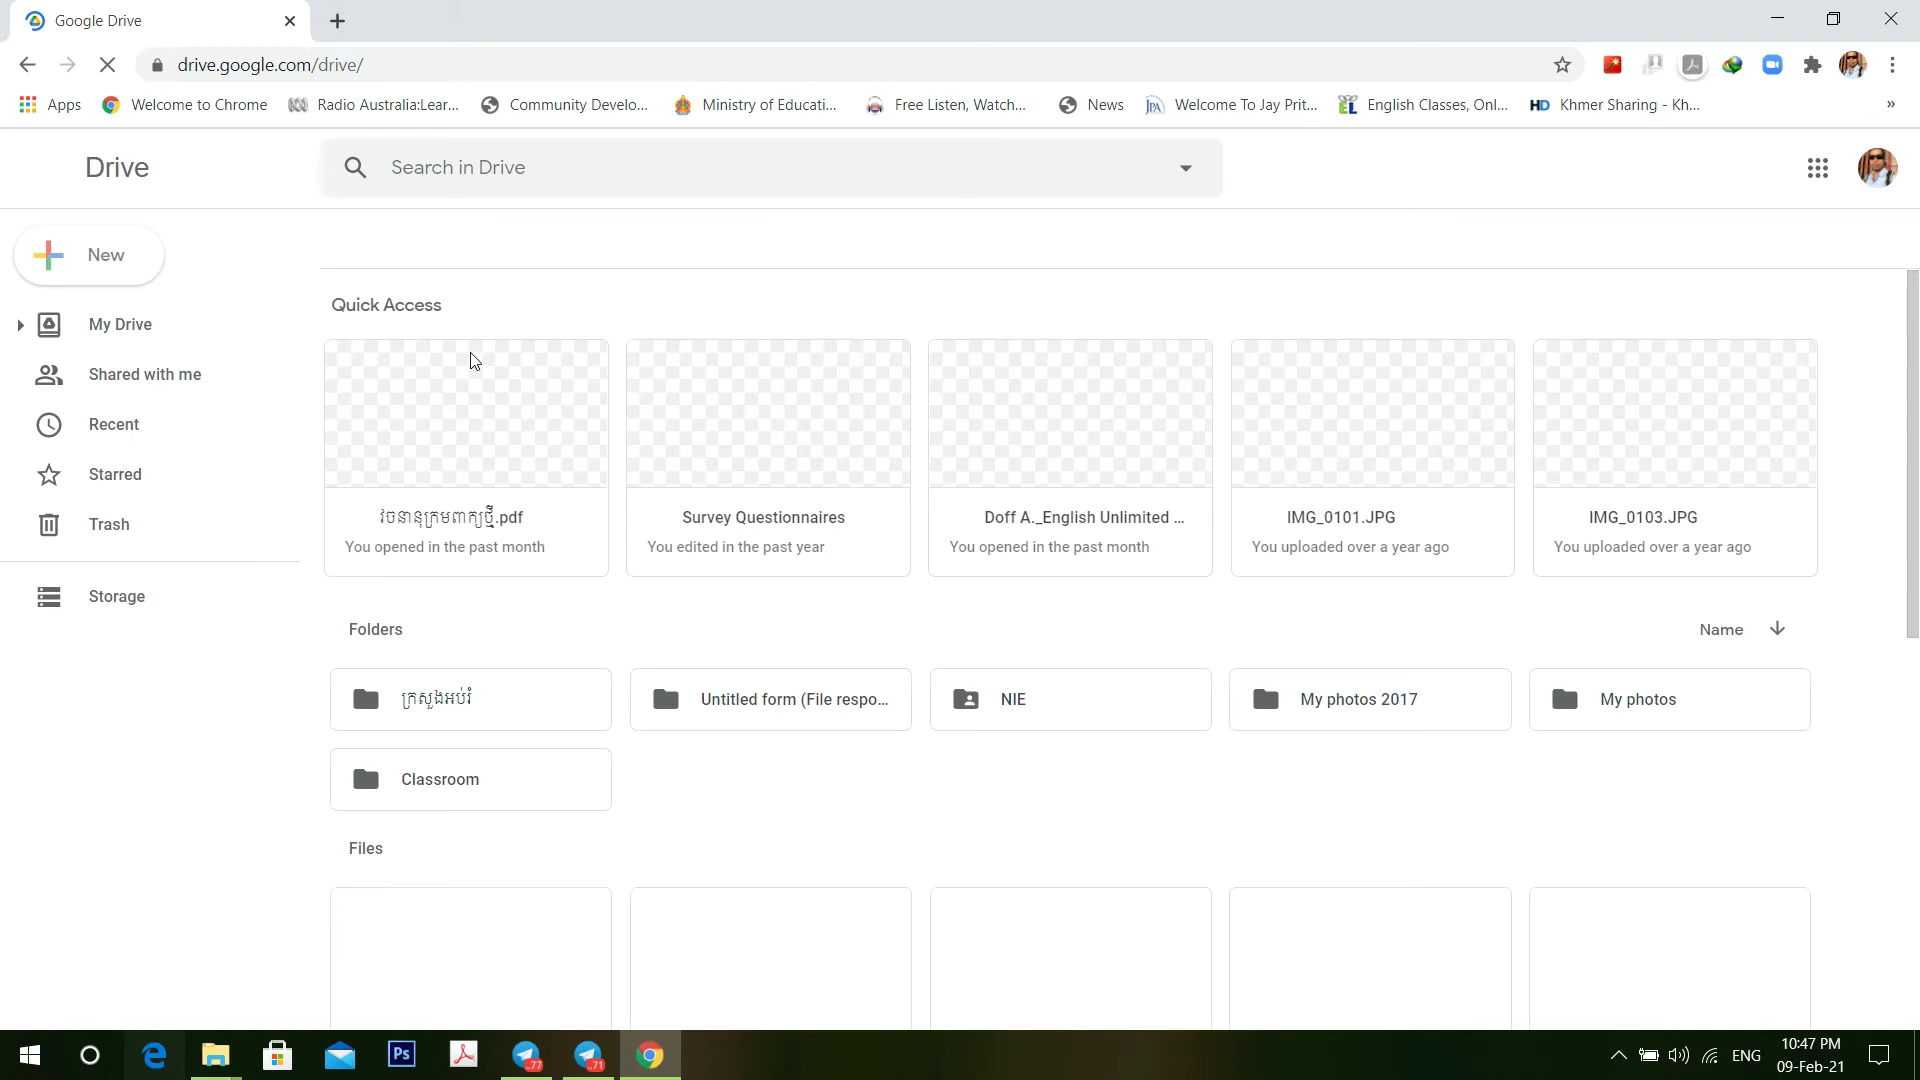 Google Drive
drive.google.com/drive/
Apps
Welcome to Chrome
Radio Australia:Lear...
Community Develo...
Ministry of Educati...
Free Listen, Watch...
News
JPA
Welcome To Jay Prit...
English Classes, Onl...
HD
Khmer Sharing - Kh...
»
Drive
Search in Drive
New
My Drive
Shared with me
Recent
Starred
Trash
Storage
Quick Access
វចនានុក្រមពាក្យថ្មី.pdf
You opened in the past month
Survey Questionnaires
You edited in the past year
Doff A._English Unlimited ...
You opened in the past month
IMG_0101.JPG
You uploaded over a year ago
IMG_0103.JPG
You uploaded over a year ago
Folders
Name
ក្រសួងអប់រំ
Untitled form (File respo...
NIE
My photos 2017
My photos
Classroom
Files
Ps
77
71
ENG
10:47 PM
09-Feb-21